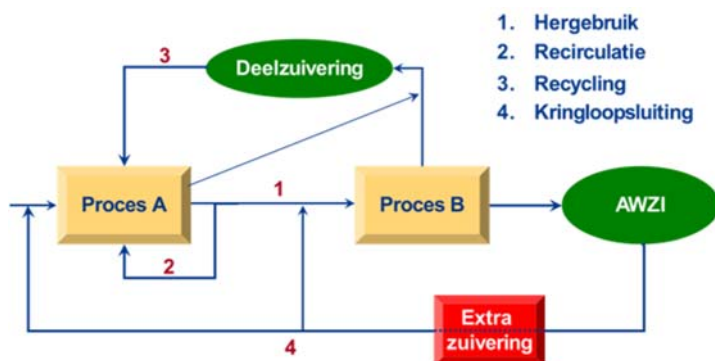 1. Hergebruik
2. Recirculatie
3. Recycling
4. Kringloopsluiting
3
Deelzuivering
Proces A
1
Proces B
AWZI
2
Extra
zuivering
4